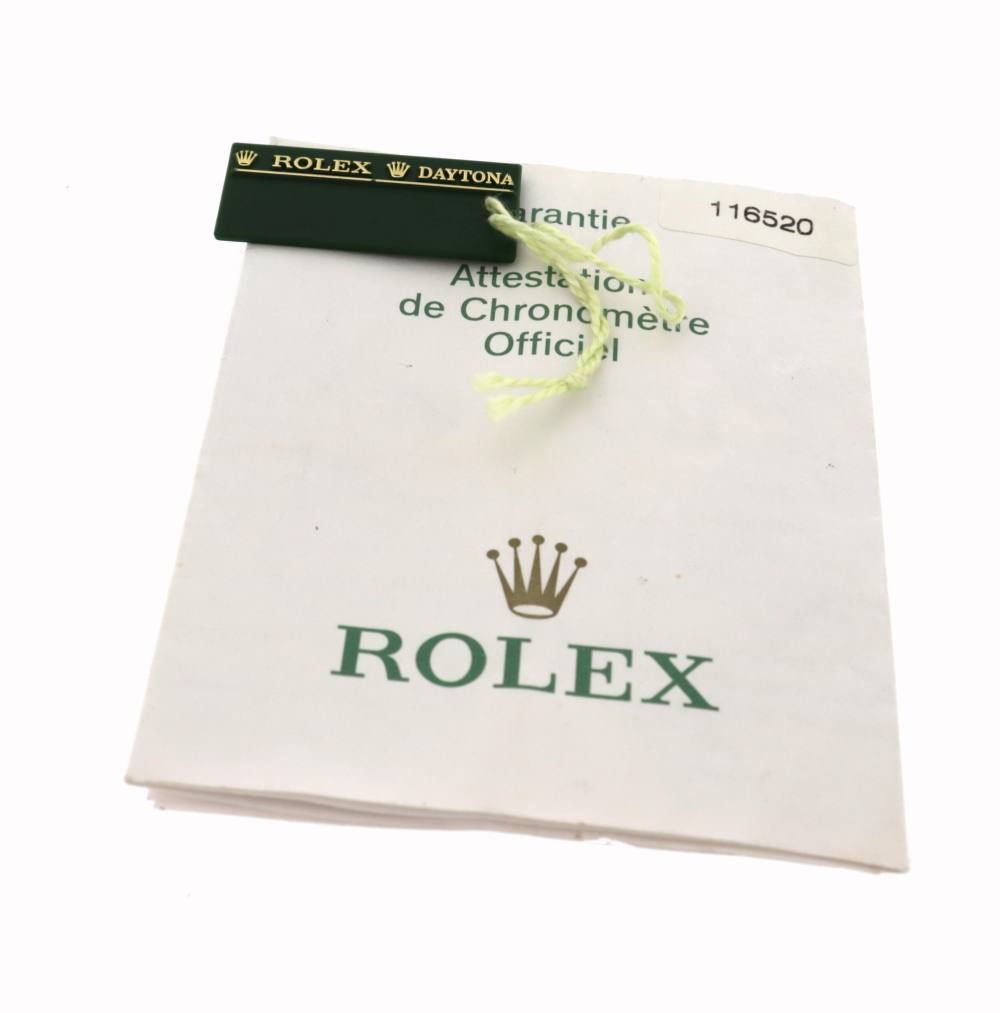 ROLEX DAYTONA
116520
arantie
Attestation
de Chronomètre
Officiel
ROLEX